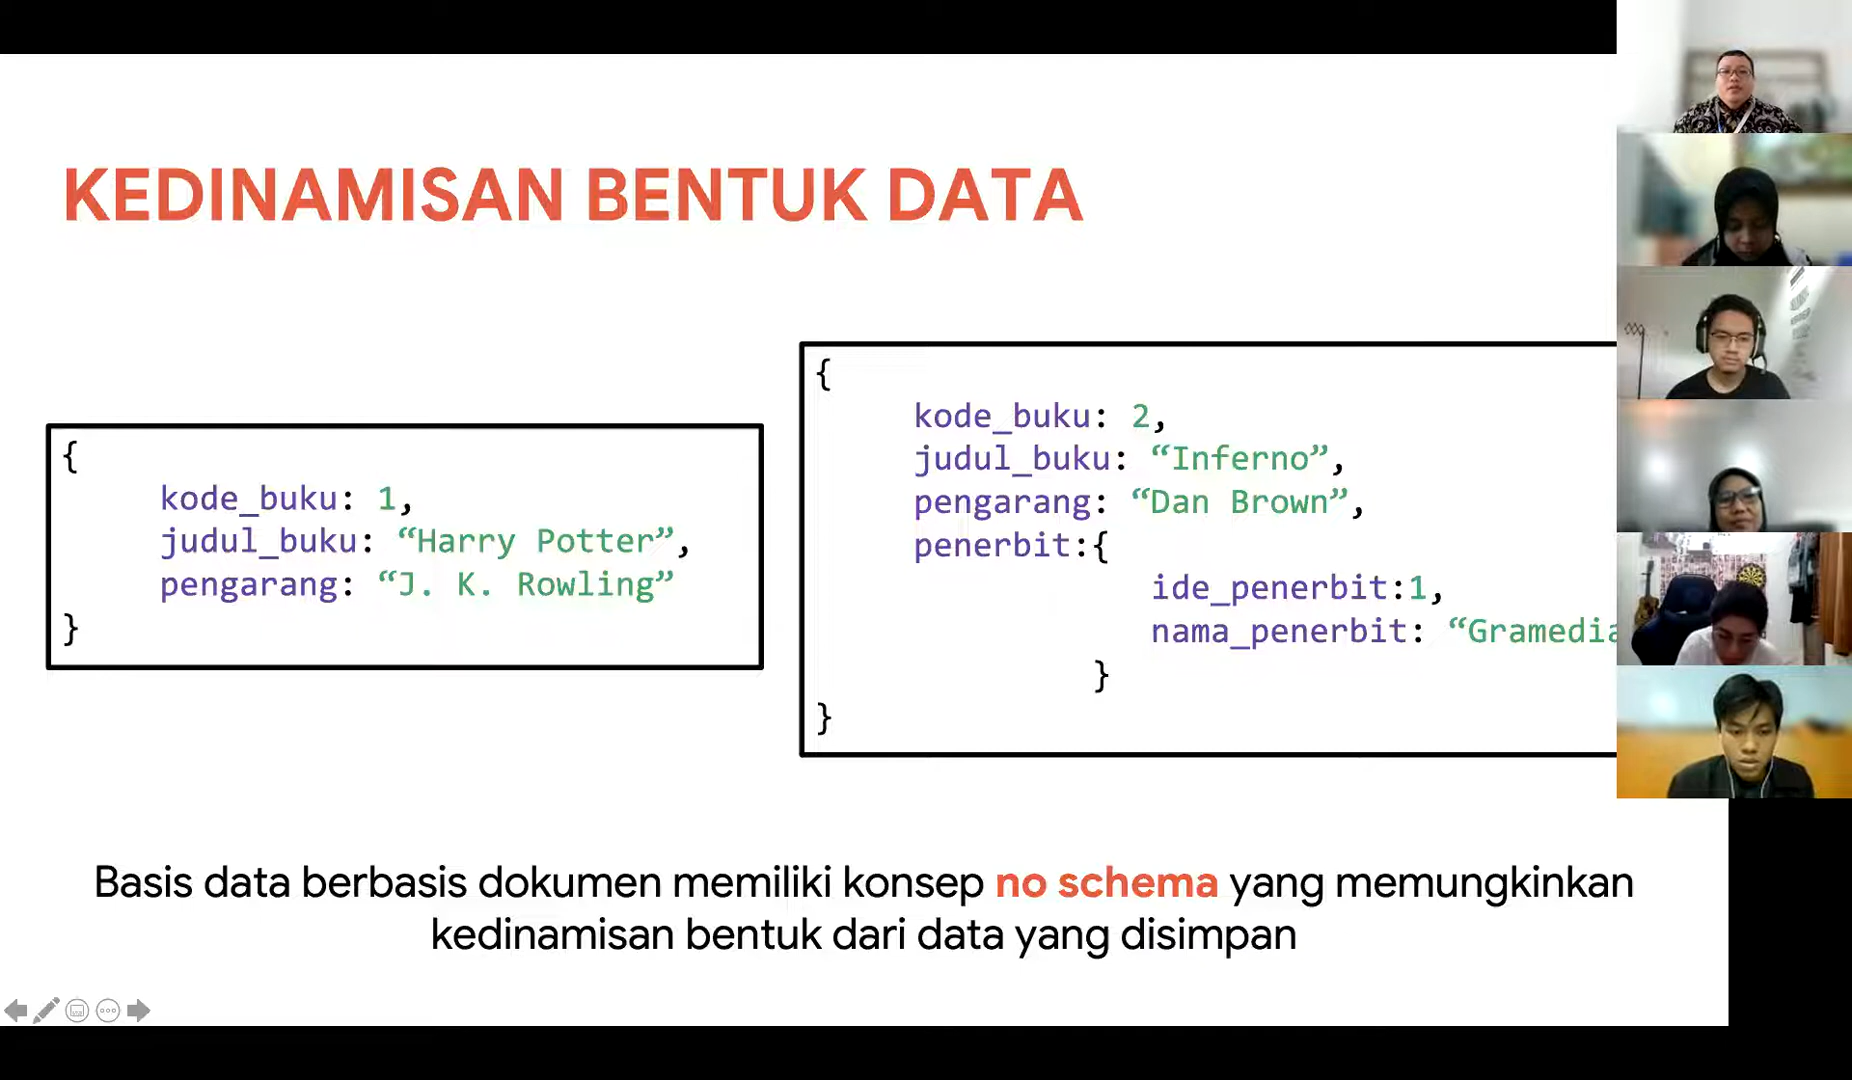 KEDINAMISAN BENTUK DATA
{
kode_buku: 1,
judul_buku: “Harry Potter”,
pengarang: “J. K. Rowling”
}
{
kode_buku: 2,
judul_buku: “Inferno”,
pengarang: “Dan Brown”,
penerbit:{
ide_penerbit:1,
nama_penerbit: “Gramedia
}
}
Basis data berbasis dokumen memiliki konsep no schema yang memungkinkan
kedinamisan bentuk dari data yang disimpan